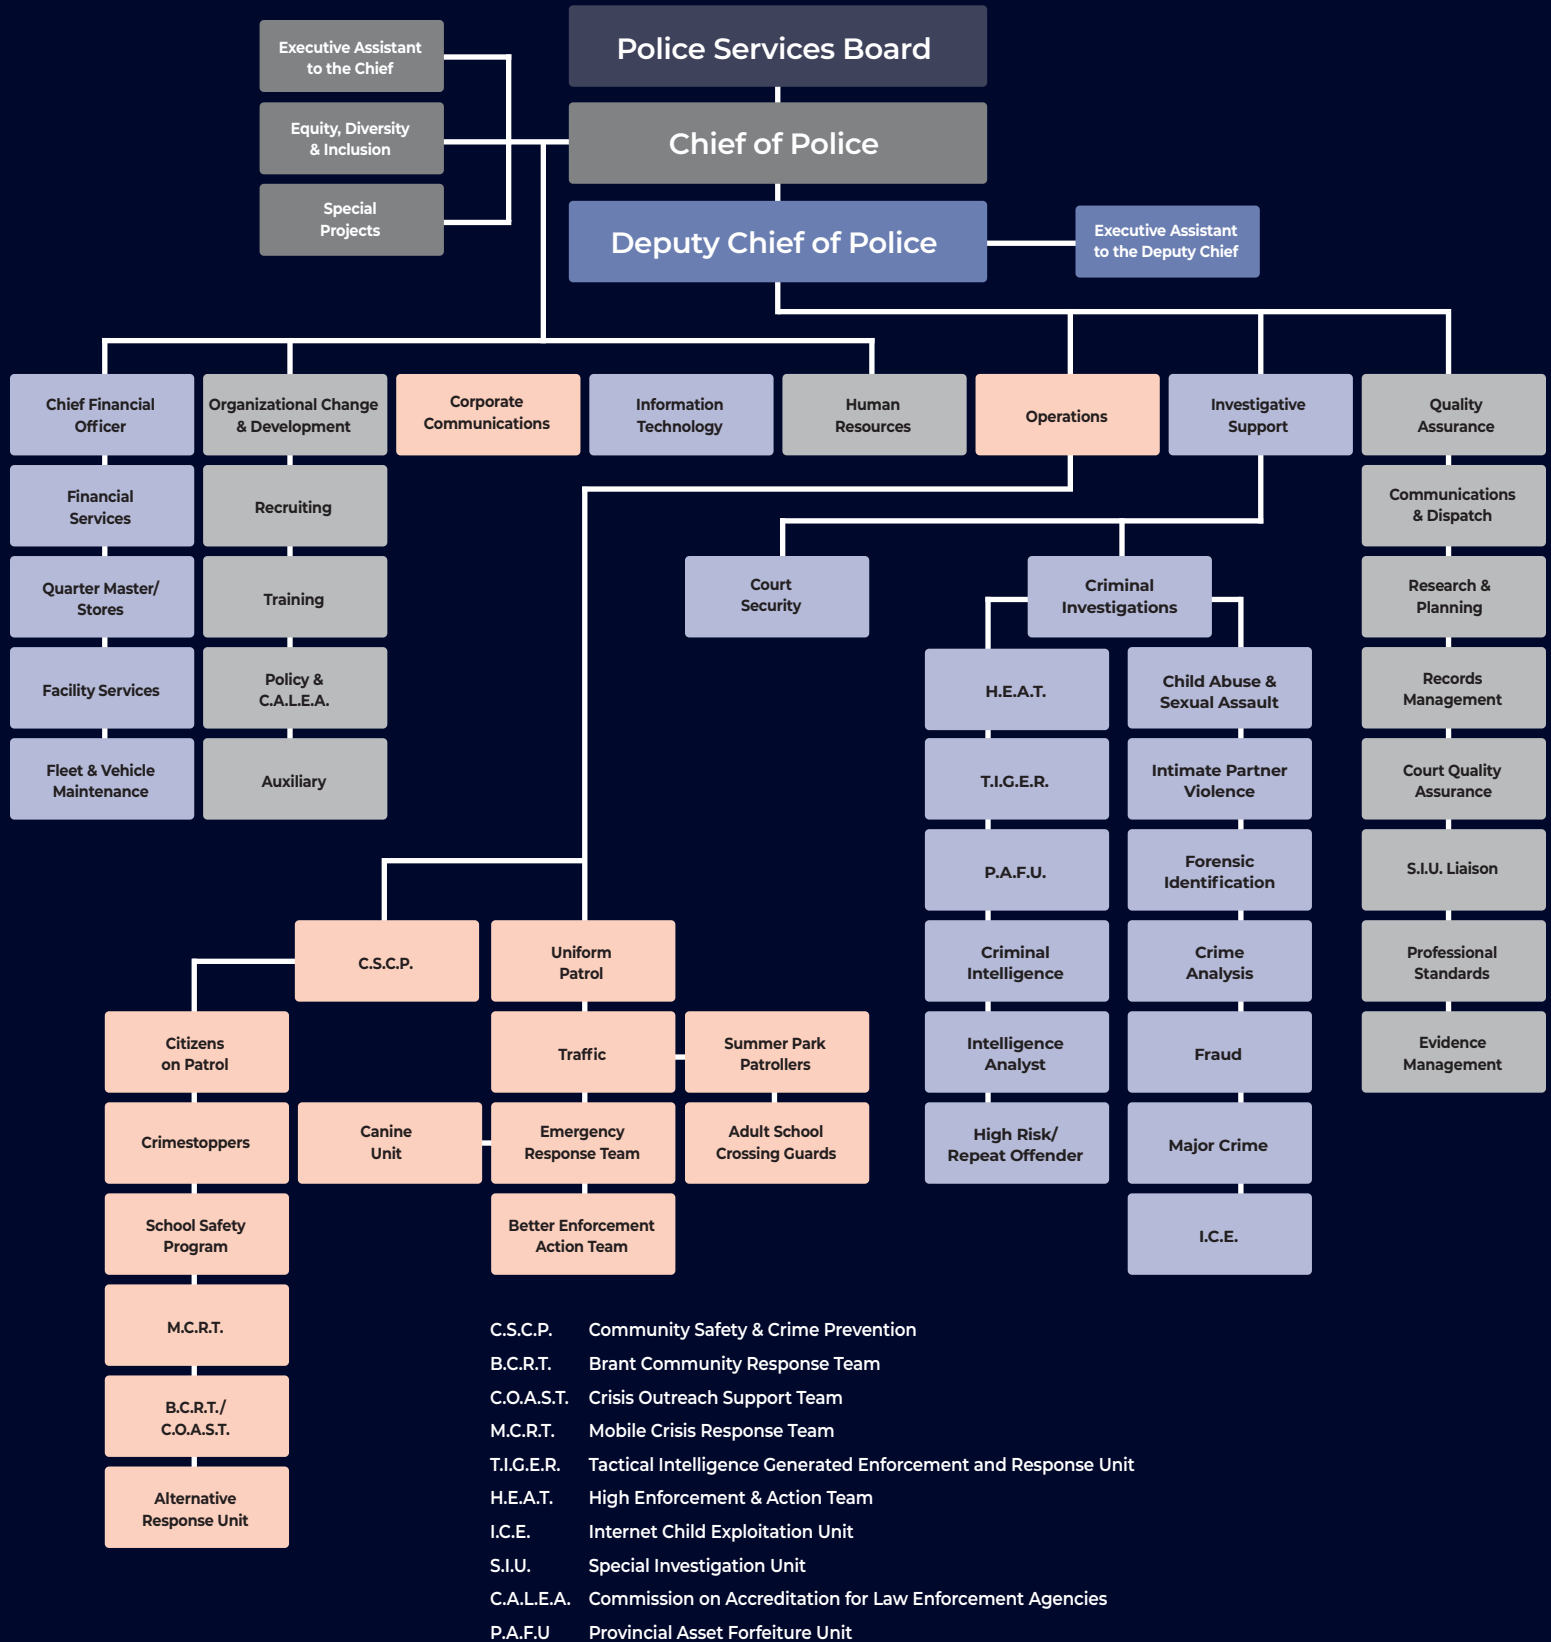 Police Services Board
Executive Assistant
to the Chief
Equity, Diversity
& Inclusion
Special
Projects
Chief of Police
Deputy Chief of Police
Executive Assistant
to the Deputy Chief
Chief Financial
Officer
Organizational Change
& Development
Corporate
Communications
Information
Technology
Human
Resources
Operations
Investigative
Support
Quality
Assurance
Financial
Services
Quarter Master/
Stores
Facility Services
Fleet & Vehicle
Maintenance
Recruiting
Training
Policy &
C.A.L.E.A.
Auxiliary
Court
Security
Criminal
Investigations
H.E.A.T.
T.I.G.E.R.
P.A.F.U.
Criminal
Intelligence
Intelligence
Analyst
High Risk/
Repeat Offender
Child Abuse &
Sexual Assault
Intimate Partner
Violence
Forensic
Identification
Crime
Analysis
Fraud
Major Crime
I.C.E.
Communications
& Dispatch
Research &
Planning
Records
Management
Court Quality
Assurance
S.I.U. Liaison
Professional
Standards
Evidence
Management
C.S.C.P.
Uniform
Patrol
Citizens
on Patrol
Crimestoppers
School Safety
Program
M.C.R.T.
B.C.R.T./
C.O.A.S.T.
Alternative
Response Unit
Traffic
Summer Park
Patrollers
Canine
Unit
Emergency
Response Team
Adult School
Crossing Guards
Better Enforcement
Action Team
C.S.C.P. Community Safety & Crime Prevention
B.C.R.T. Brant Community Response Team
C.O.A.S.T. Crisis Outreach Support Team
M.C.R.T. Mobile Crisis Response Team
T.I.G.E.R. Tactical Intelligence Generated Enforcement and Response Unit
H.E.A.T. High Enforcement & Action Team
I.C.E. Internet Child Exploitation Unit
S.I.U. Special Investigation Unit
C.A.L.E.A. Commission on Accreditation for Law Enforcement Agencies
P.A.F.U Provincial Asset Forfeiture Unit